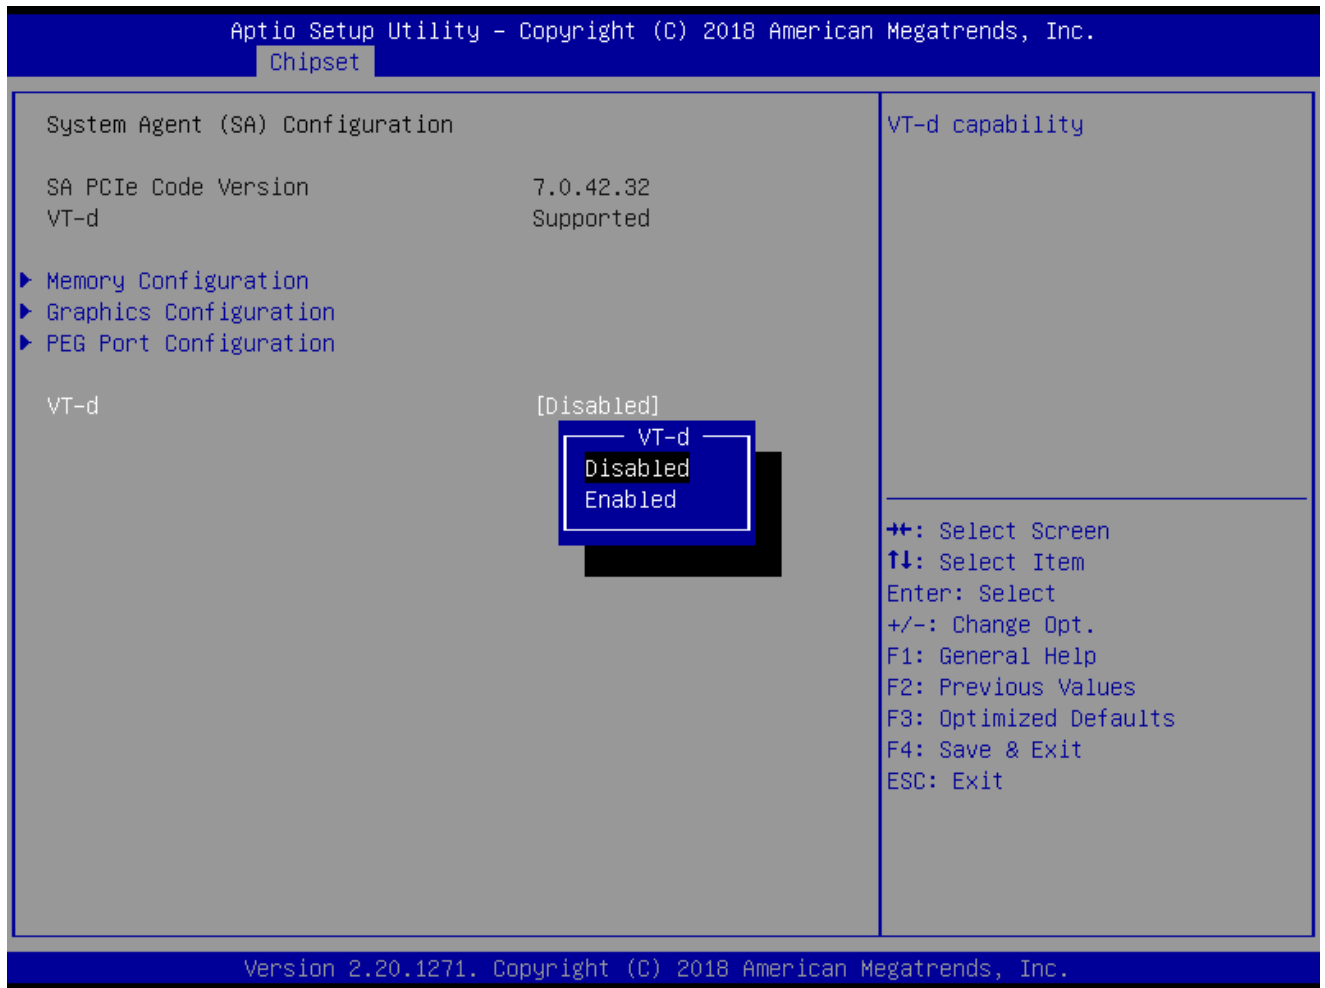 Aptio Setup Utility – Copyright (C) 2018 American Megatrends, Inc.
Chipset
System Agent (SA) Configuration
SA PCIe Code Version 7.0.42.32
VT-d Supported
Memory Configuration
Graphics Configuration
PEG Port Configuration
VT-d [Disabled]
VT-d
Disabled
Enabled
VT-d capability
→←: Select Screen
↑↓: Select Item
Enter: Select
+/-: Change Opt.
F1: General Help
F2: Previous Values
F3: Optimized Defaults
F4: Save & Exit
ESC: Exit
Version 2.20.1271. Copyright (C) 2018 American Megatrends, Inc.